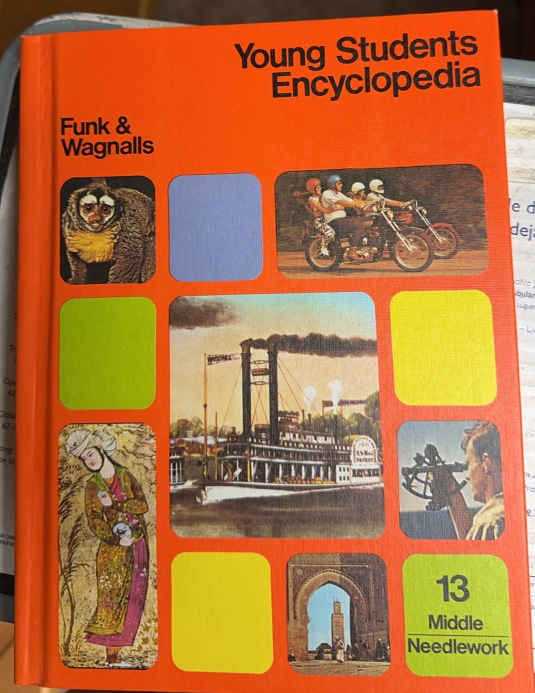 Young Students
Encyclopedia
Funk &
Wagnalls
13
Middle
Needlework